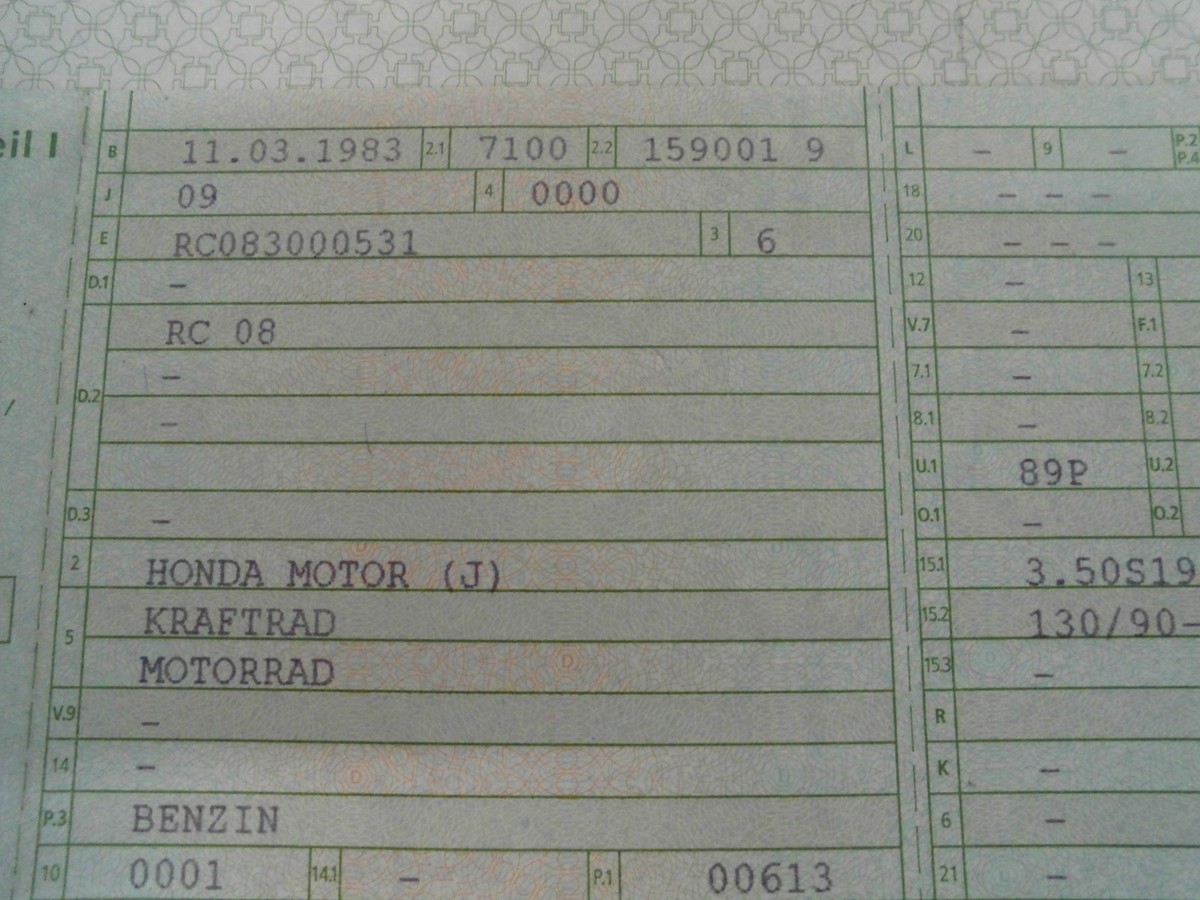 eil I
B 11.03.1983 2.1 7100 2.2 159001 9 L – 9 – P.2 P.4
J 09 4 0000 18 – – –
E RC083000531 3 6 20 – – –
D.1 – 12 – 13
RC 08 V.7 – F.1
– 7.1 – 7.2
D.2
– 8.1 – 8.2
U.1 89P U.2
D.3 – O.1 – O.2
2 HONDA MOTOR (J) 15.1 3.50S19
5 KRAFTRAD 15.2 130/90–
MOTORRAD 15.3 –
V.9 – R
14 – K –
P.3 BENZIN 6 –
10 0001 14.1 – P.1 00613 21 –